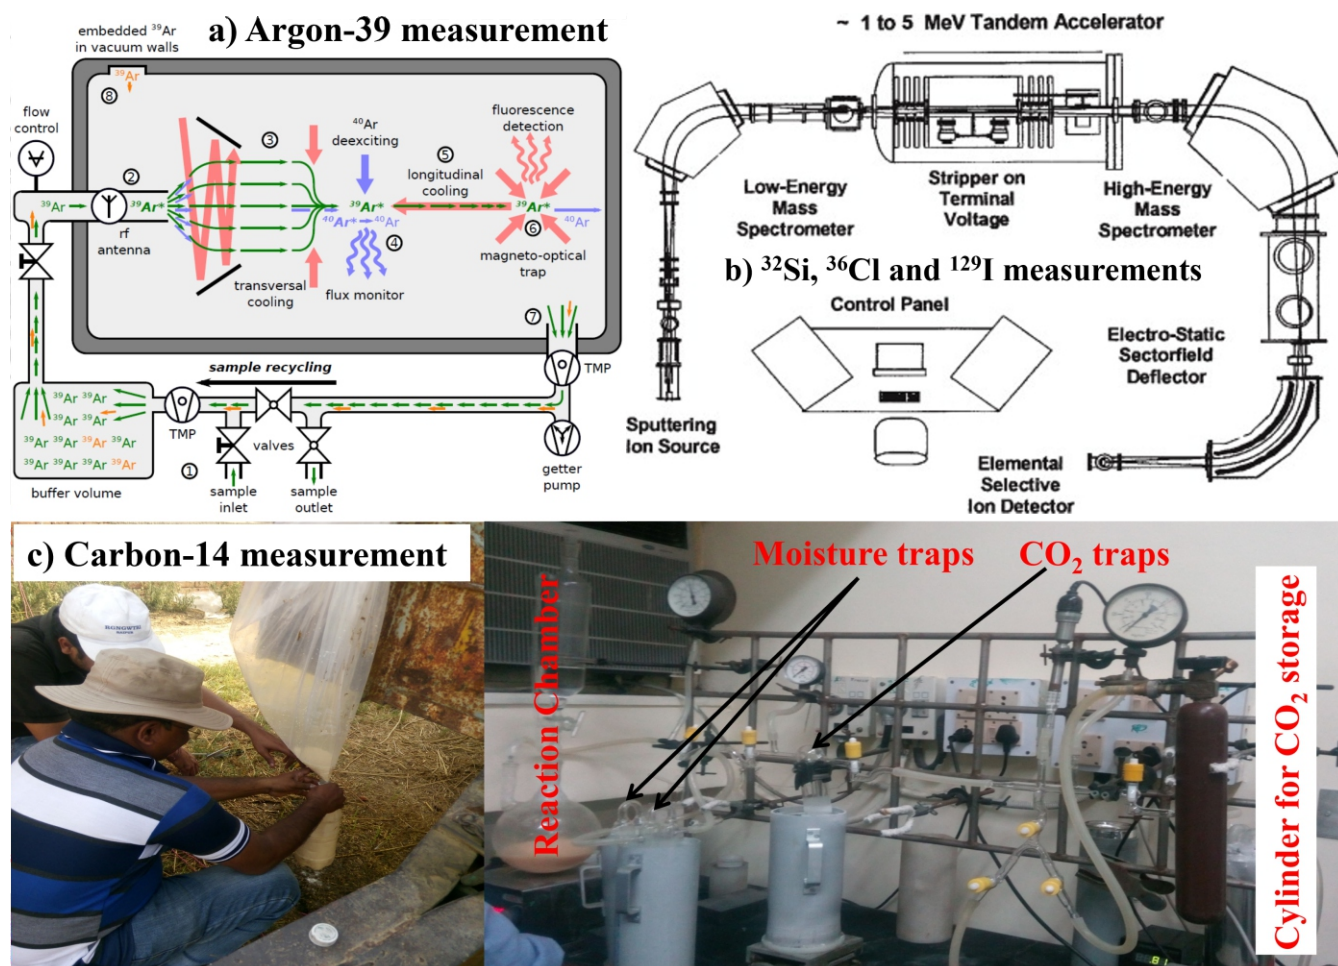 a) Argon-39 measurement
embedded ³⁹Ar
in vacuum walls
³⁹Ar
⑧
flow
control
②
³⁹Ar
³⁹Ar*
rf
antenna
③
transversal
cooling
⁴⁰Ar
deexciting
³⁹Ar*
⁴⁰Ar* → ⁴⁰Ar
④
flux monitor
⑤
longitudinal
cooling
fluorescence
detection
³⁹Ar*
⁴⁰Ar
⑥
magneto-optical
trap
⑦
TMP
sample recycling
³⁹Ar ³⁹Ar
³⁹Ar ³⁹Ar
³⁹Ar ³⁹Ar ³⁹Ar ³⁹Ar
³⁹Ar ³⁹Ar ³⁹Ar ³⁹Ar
buffer volume
TMP
①
valves
sample
inlet
sample
outlet
getter
pump
~ 1 to 5 MeV Tandem Accelerator
Low-Energy
Mass
Spectrometer
Stripper on
Terminal
Voltage
High-Energy
Mass
Spectrometer
b) ³²Si, ³⁶Cl and ¹²⁹I measurements
Control Panel
Electro-Static
Sectorfield
Deflector
Sputtering
Ion Source
Elemental
Selective
Ion Detector
c) Carbon-14 measurement
RONGWIN
Reaction Chamber
Moisture traps
CO₂ traps
Cylinder for CO₂ storage